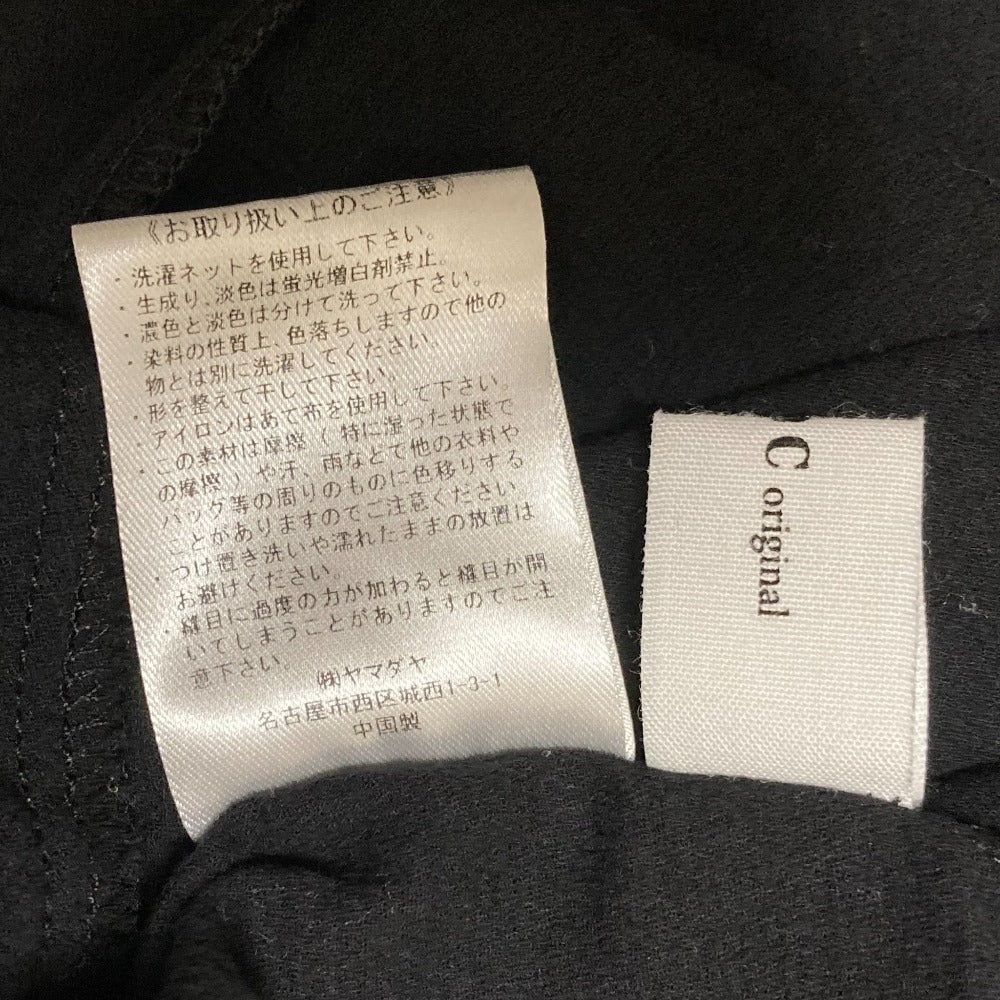 《お取り扱い上のご注意》
・洗濯ネットを使用して下さい。
・生成り、淡色は蛍光増白剤禁止。
・濃色と淡色は分けて洗って下さい。
・染料の性質上、色落ちしますので他の
物とは別に洗濯してください。
・形を整えて干して下さい。
・アイロンはあて布を使用して下さい。
・この素材は摩擦（特に湿った状態で
の摩擦）や汗、雨などで他の衣料や
バッグ等の周りのものに色移りする
ことがありますのでご注意ください
つけ置き洗いや濡れたままの放置は
お避けください
・縫目に過度の力が加わると縫目が開
いてしまうことがありますのでご注
意下さい
㈱ヤマダヤ
名古屋市西区城西1-3-1
中国製
C original